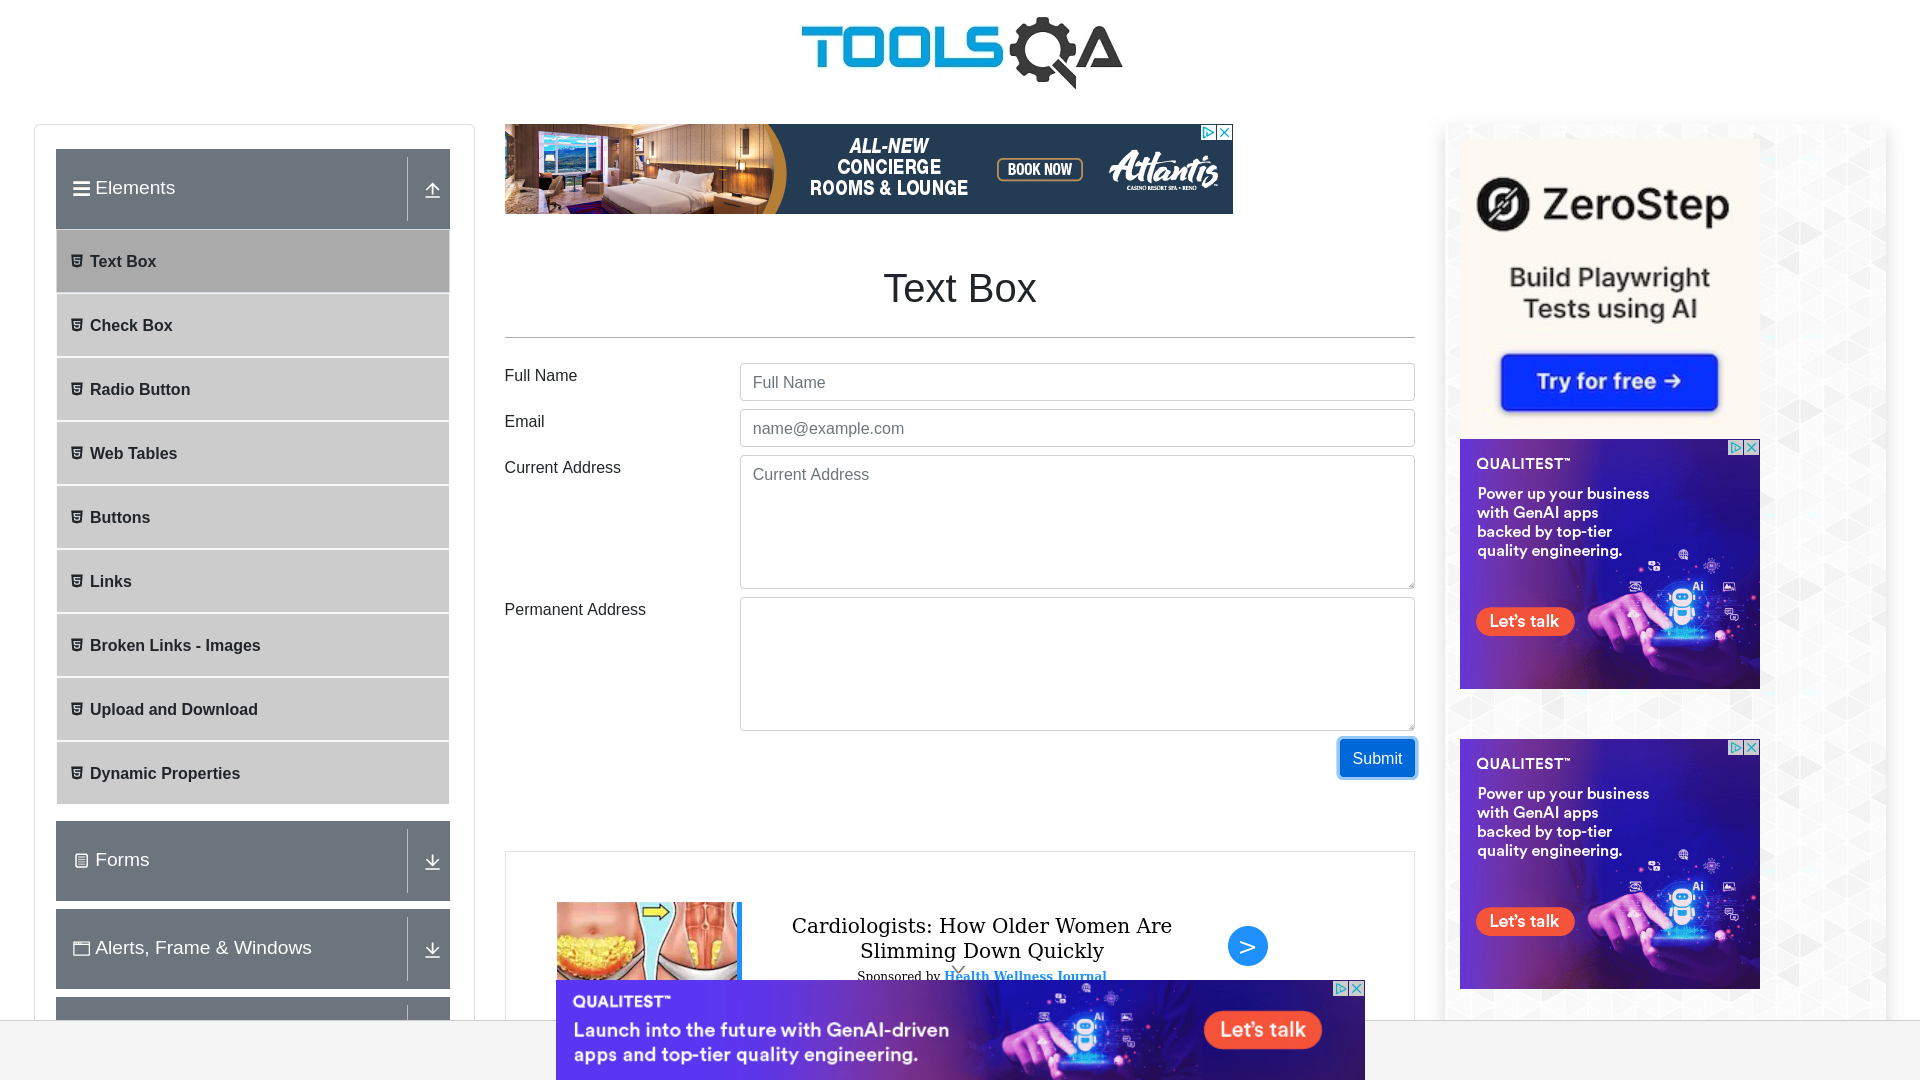 TOOLSQA
Elements
Text Box
Check Box
Radio Button
Web Tables
Buttons
Links
Broken Links - Images
Upload and Download
Dynamic Properties
Forms
Alerts, Frame & Windows
ALL-NEW
CONCIERGE
ROOMS & LOUNGE
BOOK NOW
Atlantis
CASINO RESORT SPA • RENO
Text Box
Full Name
Full Name
Email
name@example.com
Current Address
Current Address
Permanent Address
Submit
Cardiologists: How Older Women Are
Slimming Down Quickly
Sponsored by Health Wellness Journal
>
QUALITEST™
Launch into the future with GenAI-driven
apps and top-tier quality engineering.
Ai
Let's talk
ZeroStep
Build Playwright
Tests using AI
Try for free →
QUALITEST™
Power up your business
with GenAI apps
backed by top-tier
quality engineering.
Ai
Let's talk
QUALITEST™
Power up your business
with GenAI apps
backed by top-tier
quality engineering.
Ai
Let's talk